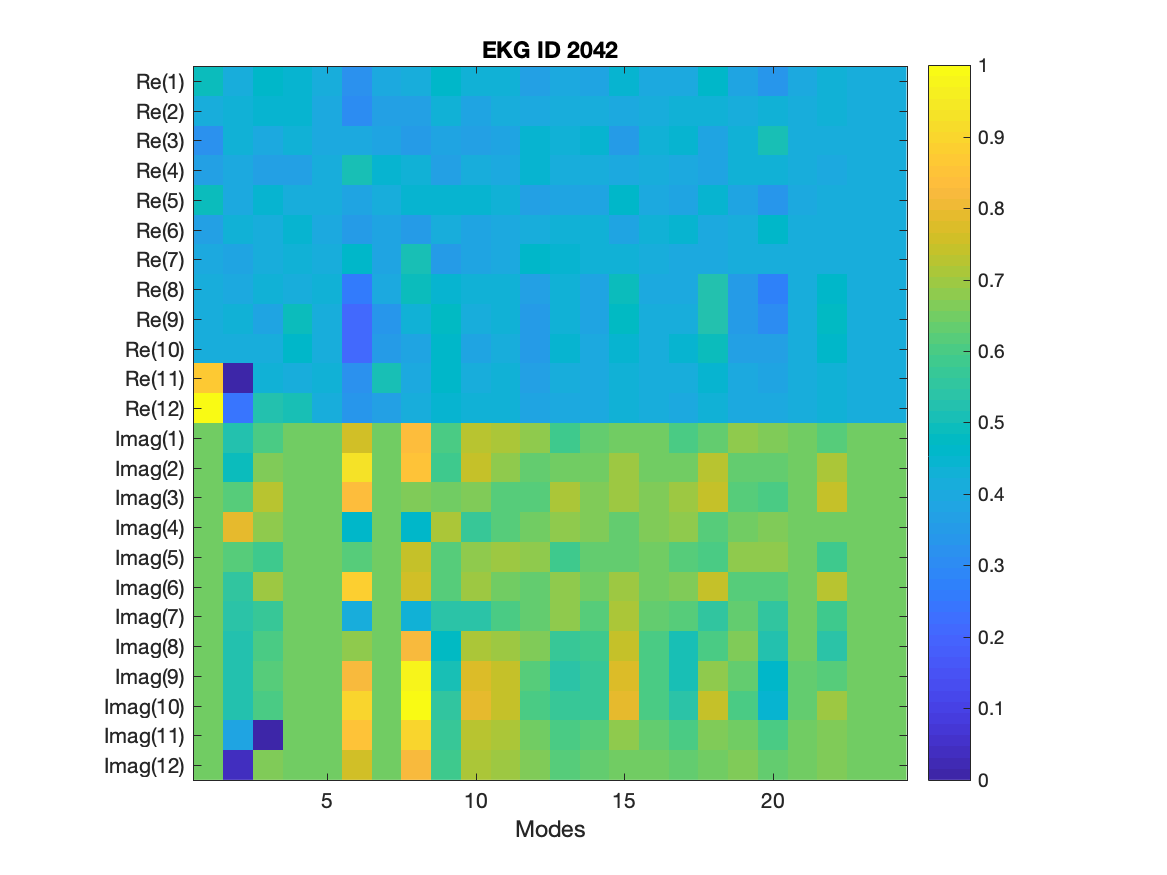 EKG ID 2042
Re(1)
Re(2)
Re(3)
Re(4)
Re(5)
Re(6)
Re(7)
Re(8)
Re(9)
Re(10)
Re(11)
Re(12)
Imag(1)
Imag(2)
Imag(3)
Imag(4)
Imag(5)
Imag(6)
Imag(7)
Imag(8)
Imag(9)
Imag(10)
Imag(11)
Imag(12)
5 10 15 20
Modes
1
0.9
0.8
0.7
0.6
0.5
0.4
0.3
0.2
0.1
0